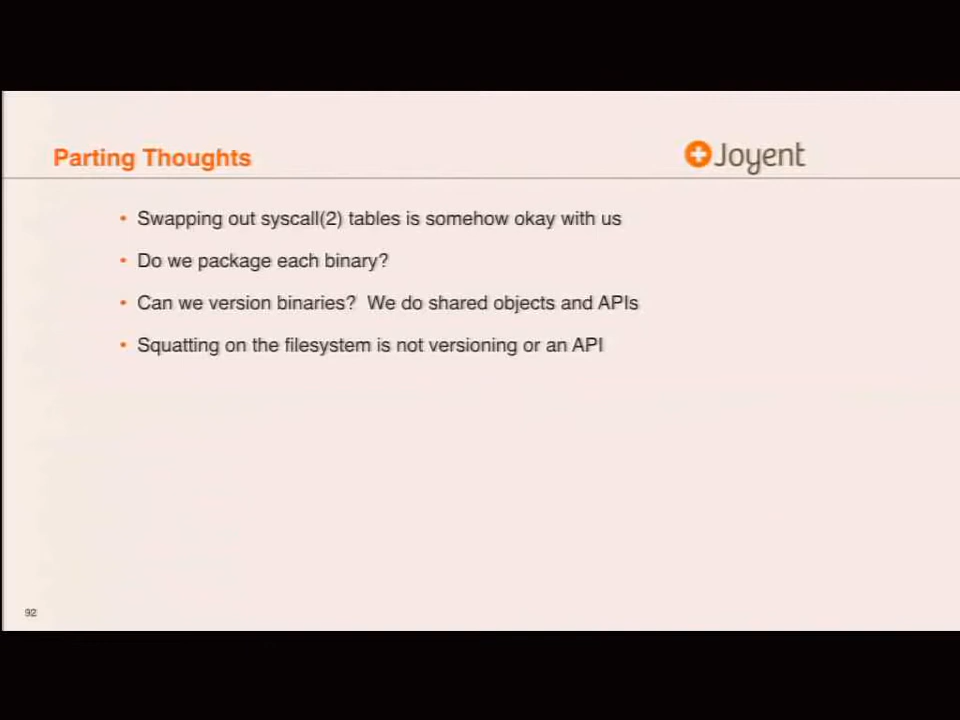 Parting Thoughts
Joyent
• Swapping out syscall(2) tables is somehow okay with us
• Do we package each binary?
• Can we version binaries? We do shared objects and APIs
• Squatting on the filesystem is not versioning or an API
92